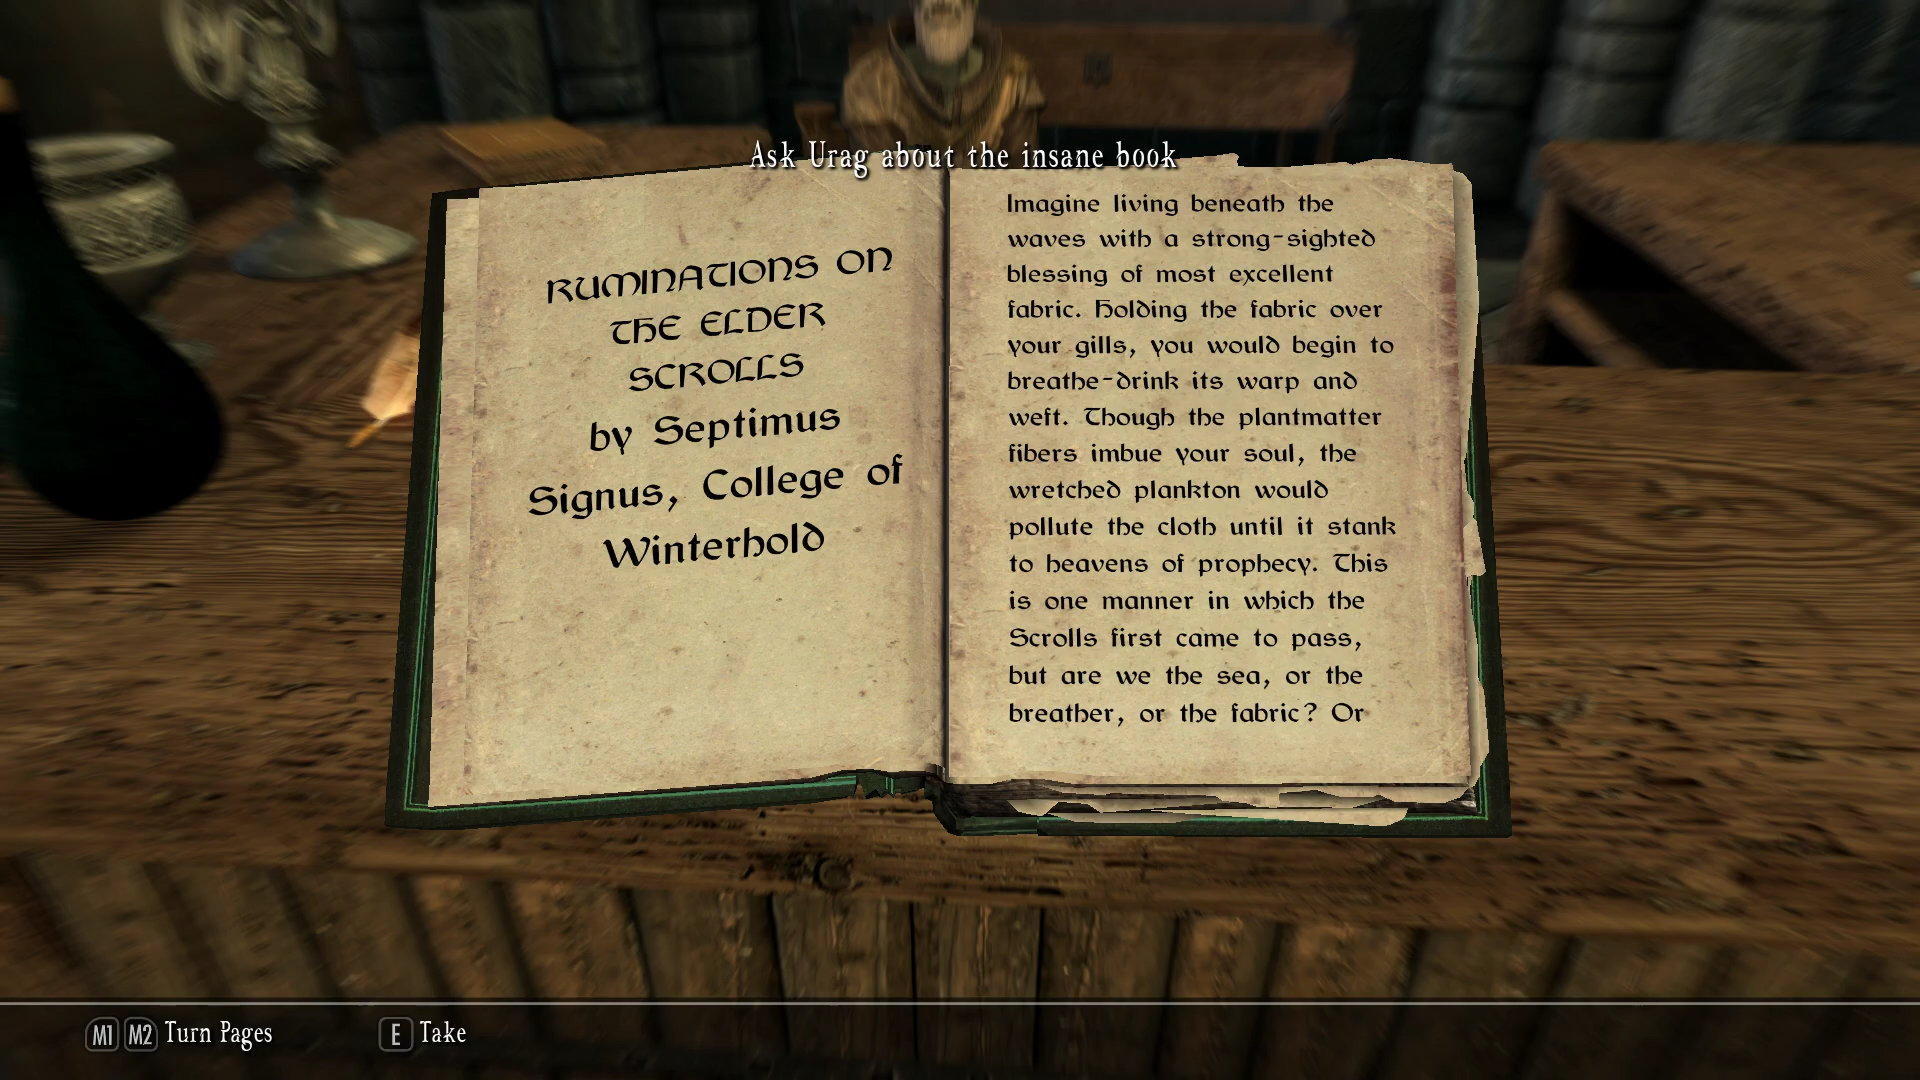 Ask Urag about the insane book
RUMINATIONS ON
THE ELDER
SCROLLS
by Septimus
Signus, College of
Winterhold
Imagine living beneath the
waves with a strong-sighted
blessing of most excellent
fabric. Holding the fabric over
your gills, you would begin to
breathe-drink its warp and
weft. Though the plantmatter
fibers imbue your soul, the
wretched plankton would
pollute the cloth until it stank
to heavens of prophecy. This
is one manner in which the
Scrolls first came to pass,
but are we the sea, or the
breather, or the fabric? Or
M1 M2 Turn Pages
E Take